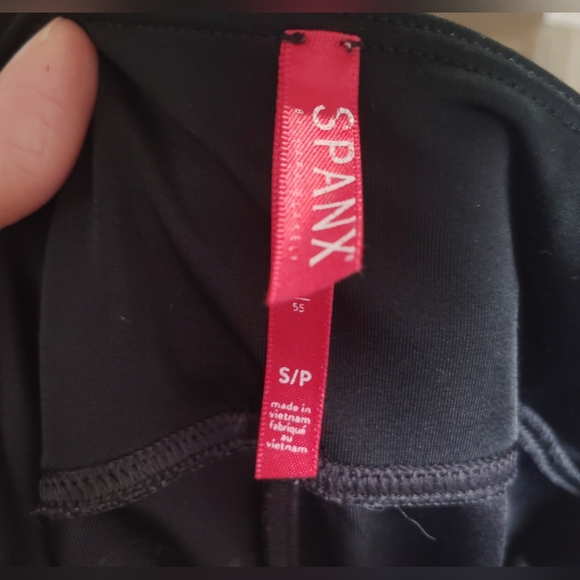 SPANX®
55
S/P
made in
vietnam
fabriqué
au
vietnam